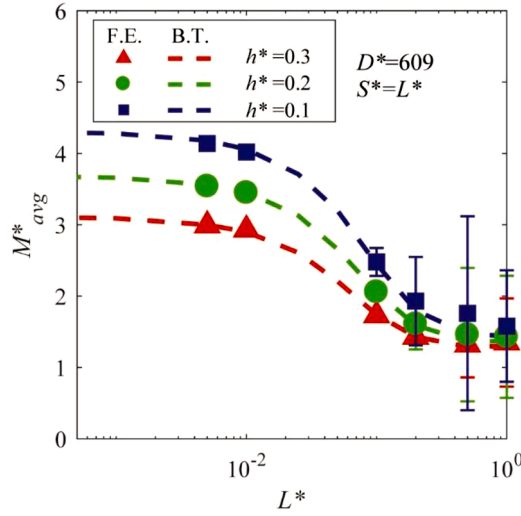 6
5
4
3
2
1
0
M*avg
F.E. B.T.
h*=0.3
h*=0.2
h*=0.1
D*=609
S*=L*
10-2 100
L*